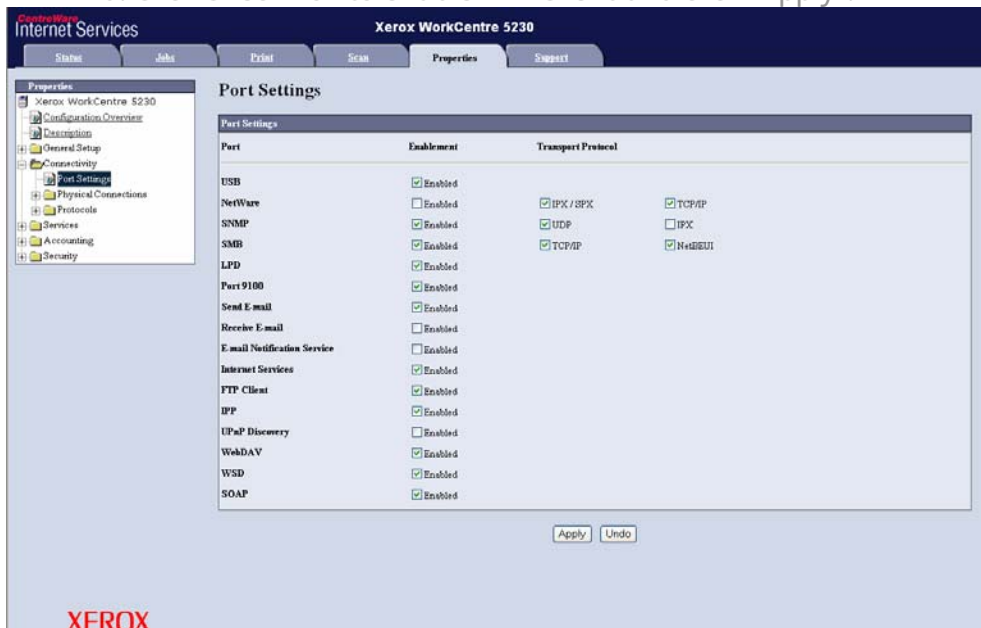 Apply
CentreWare
Internet Services
Xerox WorkCentre 5230
Status
Jobs
Print
Scan
Properties
Support
Properties
Xerox WorkCentre 5230
Configuration Overview
Description
General Setup
Connectivity
Port Settings
Physical Connections
Protocols
Services
Accounting
Security
Port Settings
Port Settings
Port Enablement Transport Protocol
USB Enabled
NetWare Enabled IPX / SPX TCP/IP
SNMP Enabled UDP IPX
SMB Enabled TCP/IP NetBEUI
LPD Enabled
Port 9100 Enabled
Send E-mail Enabled
Receive E-mail Enabled
E-mail Notification Service Enabled
Internet Services Enabled
FTP Client Enabled
IPP Enabled
UPnP Discovery Enabled
WebDAV Enabled
WSD Enabled
SOAP Enabled
Apply Undo
XEROX